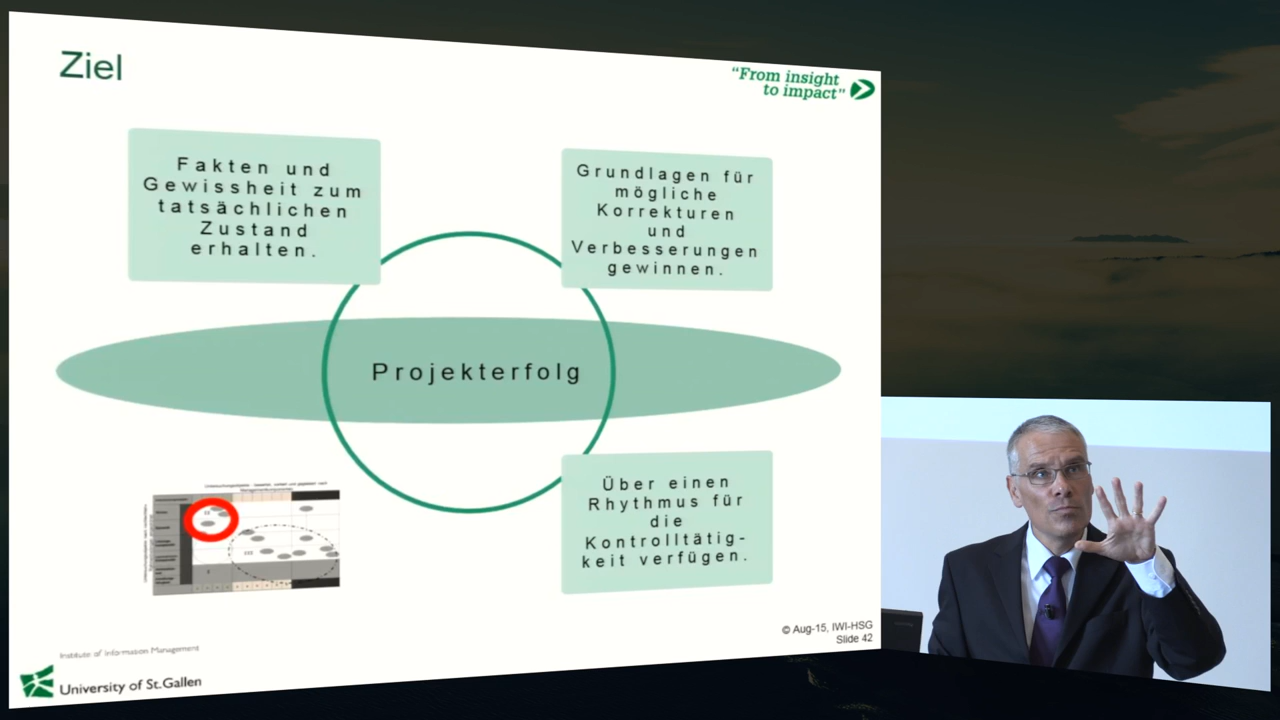 Ziel
"From insight
to impact"
Fakten und
Gewissheit zum
tatsächlichen
Zustand
erhalten.
Grundlagen für
mögliche
Korrekturen
und
Verbesserungen
gewinnen.
Projekterfolg
Über einen
Rhythmus für
die
Kontrolltätig-
keit verfügen.
© Aug-15, IWI-HSG
Slide 42
Institute of Information Management
University of St.Gallen